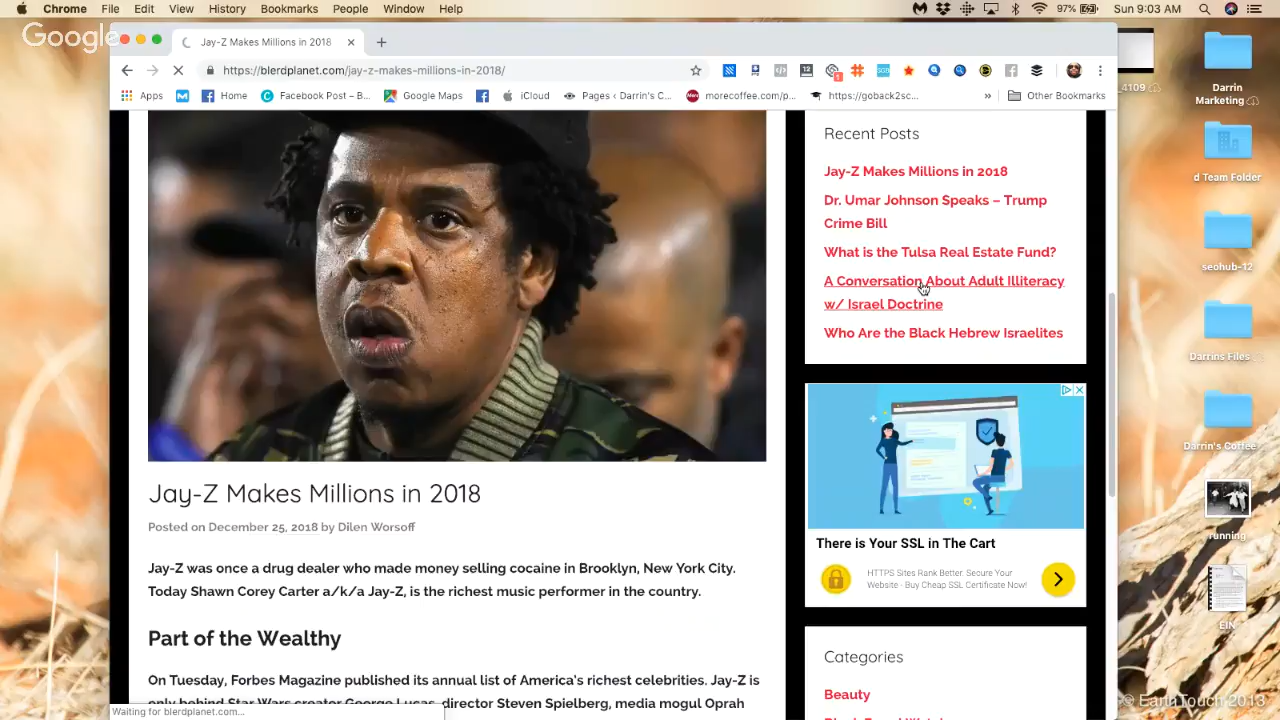 Chrome File Edit View History Bookmarks People Window Help 97% Sun 9:03 AM
Google
Jay-Z Makes Millions in 2018
https://blerdplanet.com/jay-z-makes-millions-in-2018/
Apps Home Facebook Post – B... Google Maps iCloud Pages ‹ Darrin's C... morecoffee.com/p... https://goback2sc... » Other Bookmarks
Recent Posts
Jay-Z Makes Millions in 2018
Dr. Umar Johnson Speaks – Trump
Crime Bill
What is the Tulsa Real Estate Fund?
A Conversation About Adult Illiteracy
w/ Israel Doctrine
Who Are the Black Hebrew Israelites
There is Your SSL in The Cart
HTTPS Sites Rank Better. Secure Your
Website - Buy Cheap SSL Certificate Now!
Categories
Beauty
Jay-Z Makes Millions in 2018
Posted on December 25, 2018 by Dilen Worsoff
Jay-Z was once a drug dealer who made money selling cocaine in Brooklyn, New York City.
Today Shawn Corey Carter a/k/a Jay-Z, is the richest music performer in the country.
Part of the Wealthy
On Tuesday, Forbes Magazine published its annual list of America's richest celebrities. Jay-Z is
only behind Star Wars creator George Lucas, director Steven Spielberg, media mogul Oprah
Waiting for blerdplanet.com...
_4109
Darrin
Marketing
d Team Folder
seohub-12
Darrins Files
Darrin's Coffee
running
EIN
© EarthTouch 2013